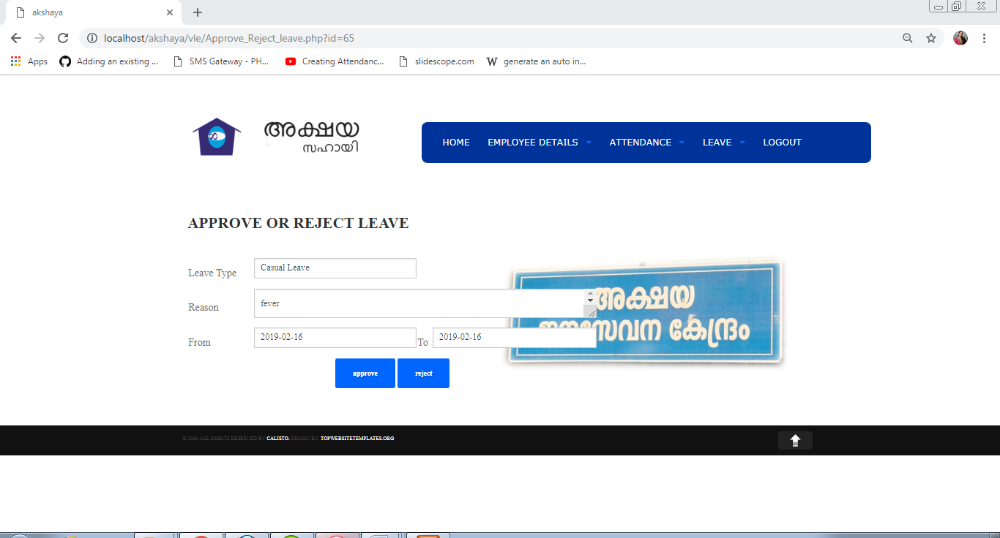 akshaya
localhost/akshaya/vle/Approve_Reject_leave.php?id=65
Apps Adding an existing ... SMS Gateway - PH... Creating Attendanc... slidescope.com W generate an auto in...
അക്ഷയ
സഹായി
HOME EMPLOYEE DETAILS ATTENDANCE LEAVE LOGOUT
APPROVE OR REJECT LEAVE
Leave Type Casual Leave
Reason fever
From 2019-02-16 To 2019-02-16
approve reject
അക്ഷയ
കേന്ദ്രം
© 2045 ALL RIGHTS RESERVED BY CALISTO. DESIGN BY: TOPWEBSITETEMPLATES.ORG